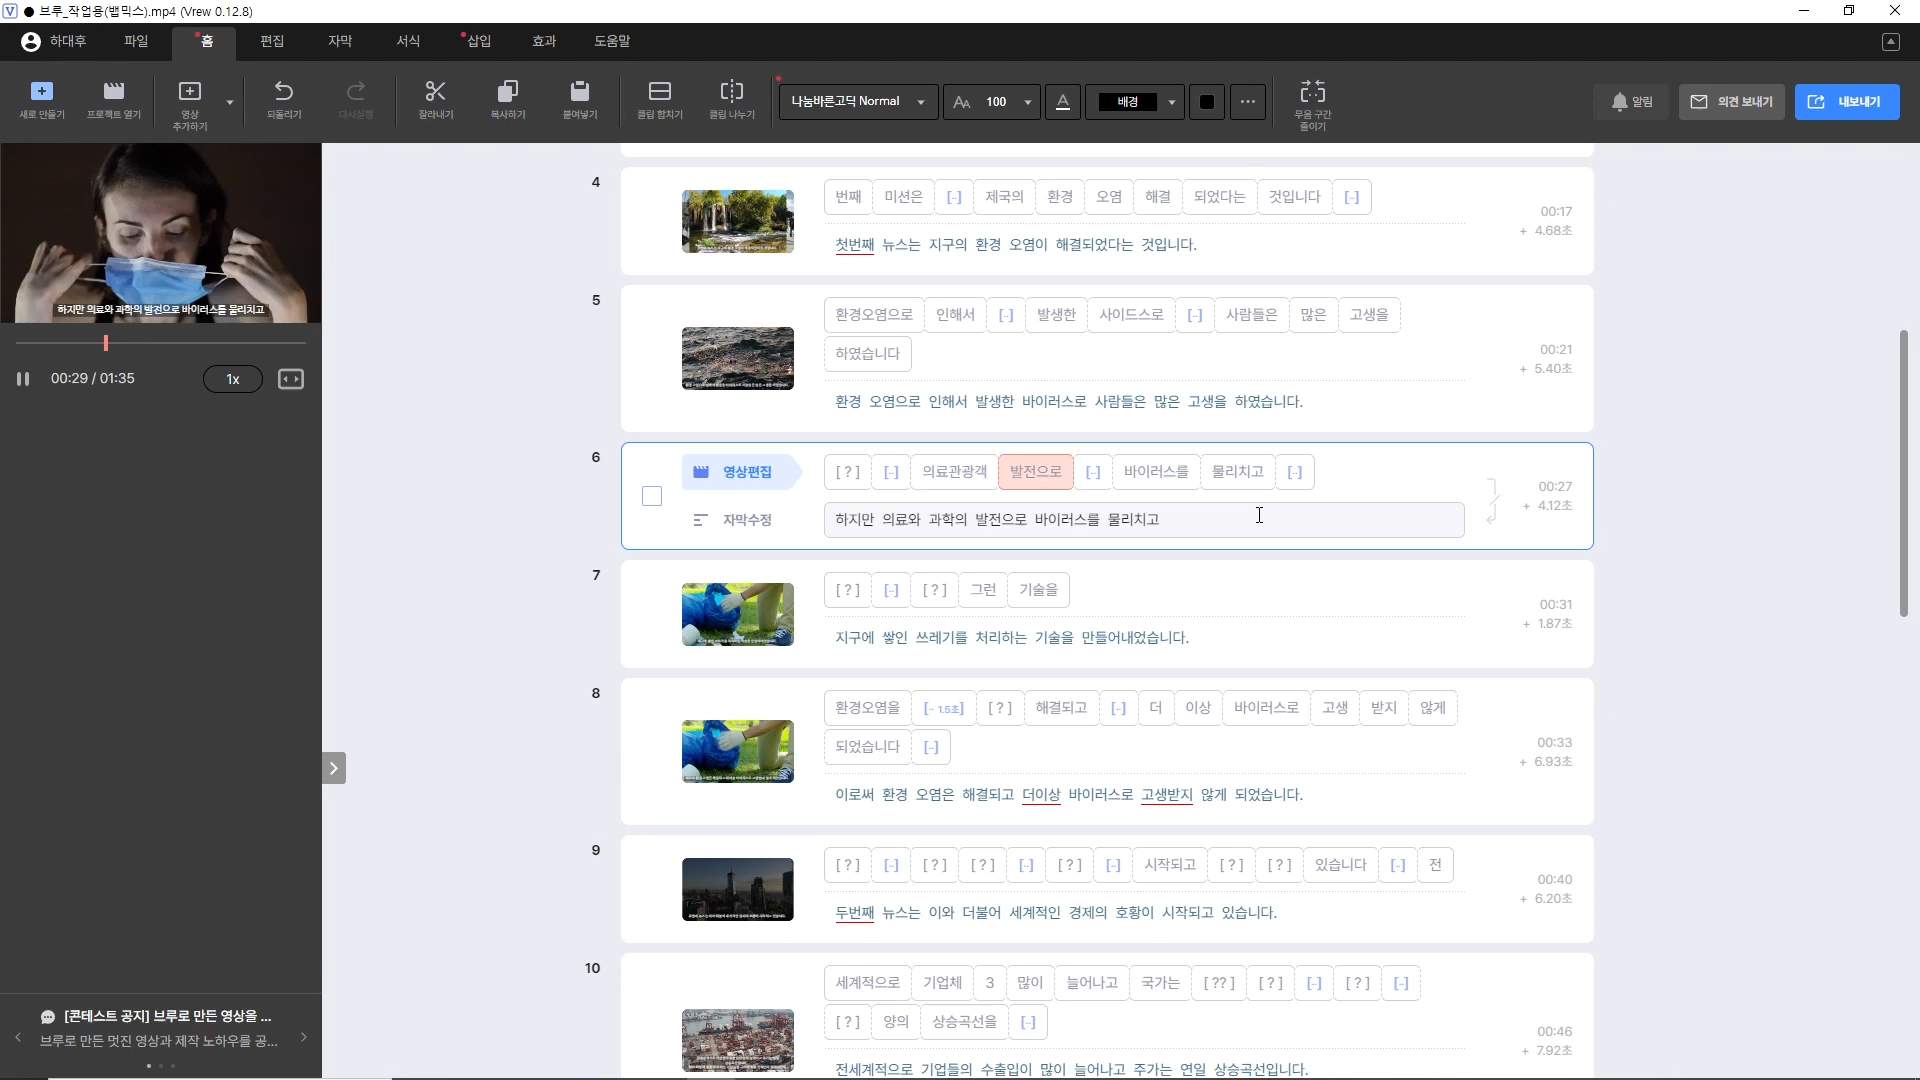 브루_작업용(뱁믹스).mp4 (Vrew 0.12.8)
하대후 파일 홈 편집 자막 서식 삽입 효과 도움말
새로 만들기 프로젝트 열기 영상 추가하기 되돌리기 다시실행 잘라내기 복사하기 붙여넣기 클립 합치기 클립 나누기 나눔바른고딕 Normal 100 배경 무음 구간 줄이기 알림 의견 보내기 내보내기
하지만 의료와 과학의 발전으로 바이러스를 물리치고
00:29 / 01:35 1x
4
번째 미션은 [··] 제국의 환경 오염 해결 되었다는 것입니다 [··]
첫번째 뉴스는 지구의 환경 오염이 해결되었다는 것입니다.
00:17
+ 4.68초
5
환경오염으로 인해서 [··] 발생한 사이드스로 [··] 사람들은 많은 고생을
하였습니다
환경 오염으로 인해서 발생한 바이러스로 사람들은 많은 고생을 하였습니다.
00:21
+ 5.40초
6
영상편집 [ ? ] [··] 의료관광객 발전으로 [··] 바이러스를 물리치고 [··]
자막수정 하지만 의료와 과학의 발전으로 바이러스를 물리치고
00:27
+ 4.12초
7
[ ? ] [··] [ ? ] 그런 기술을
지구에 쌓인 쓰레기를 처리하는 기술을 만들어내었습니다.
00:31
+ 1.87초
8
환경오염을 [·· 1.5초] [ ? ] 해결되고 [··] 더 이상 바이러스로 고생 받지 않게
되었습니다 [··]
이로써 환경 오염은 해결되고 더이상 바이러스로 고생받지 않게 되었습니다.
00:33
+ 6.93초
9
[ ? ] [··] [ ? ] [ ? ] [··] [ ? ] [··] 시작되고 [ ? ] [ ? ] 있습니다 [··] 전
두번째 뉴스는 이와 더불어 세계적인 경제의 호황이 시작되고 있습니다.
00:40
+ 6.20초
10
세계적으로 기업체 3 많이 늘어나고 국가는 [ ?? ] [ ? ] [··] [ ? ] [··]
[ ? ] 양의 상승곡선을 [··]
전세계적으로 기업들의 수출입이 많이 늘어나고 주가는 연일 상승곡선입니다.
00:46
+ 7.92초
[콘테스트 공지] 브루로 만든 영상을 ...
브루로 만든 멋진 영상과 제작 노하우를 공...